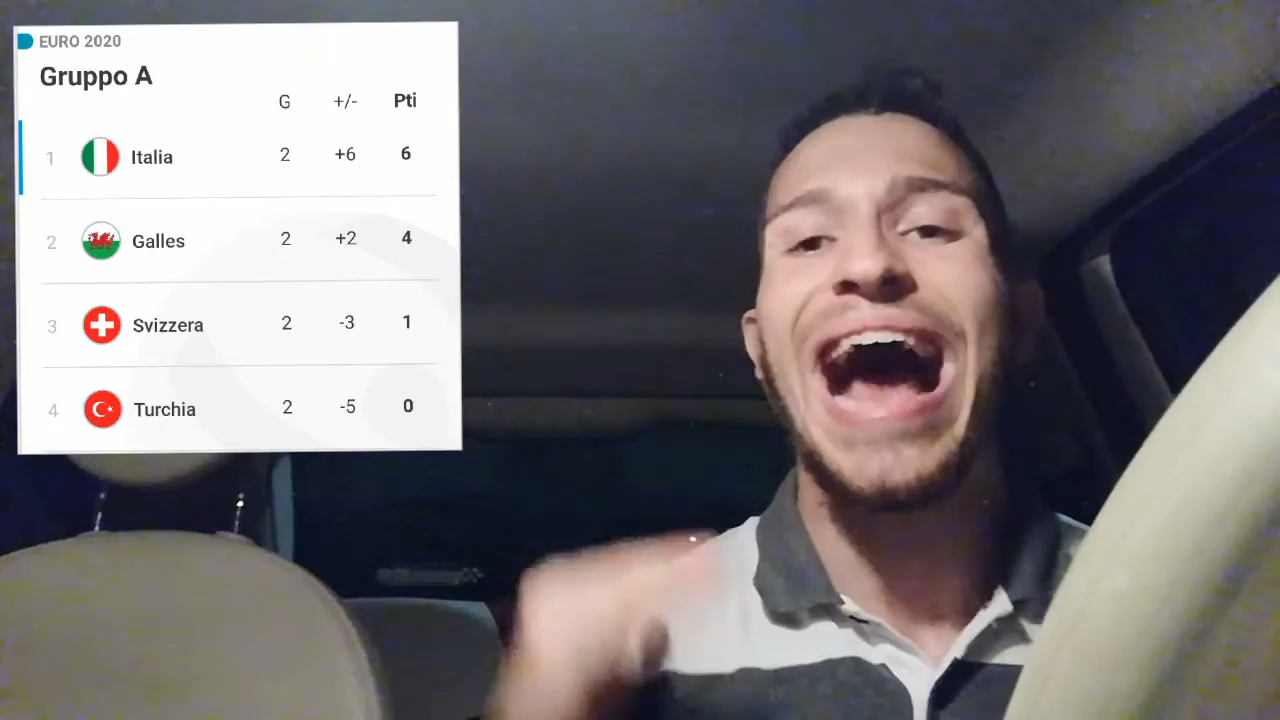 EURO 2020
Gruppo A
G +/- Pti
1 Italia 2 +6 6
2 Galles 2 +2 4
3 Svizzera 2 -3 1
4 Turchia 2 -5 0